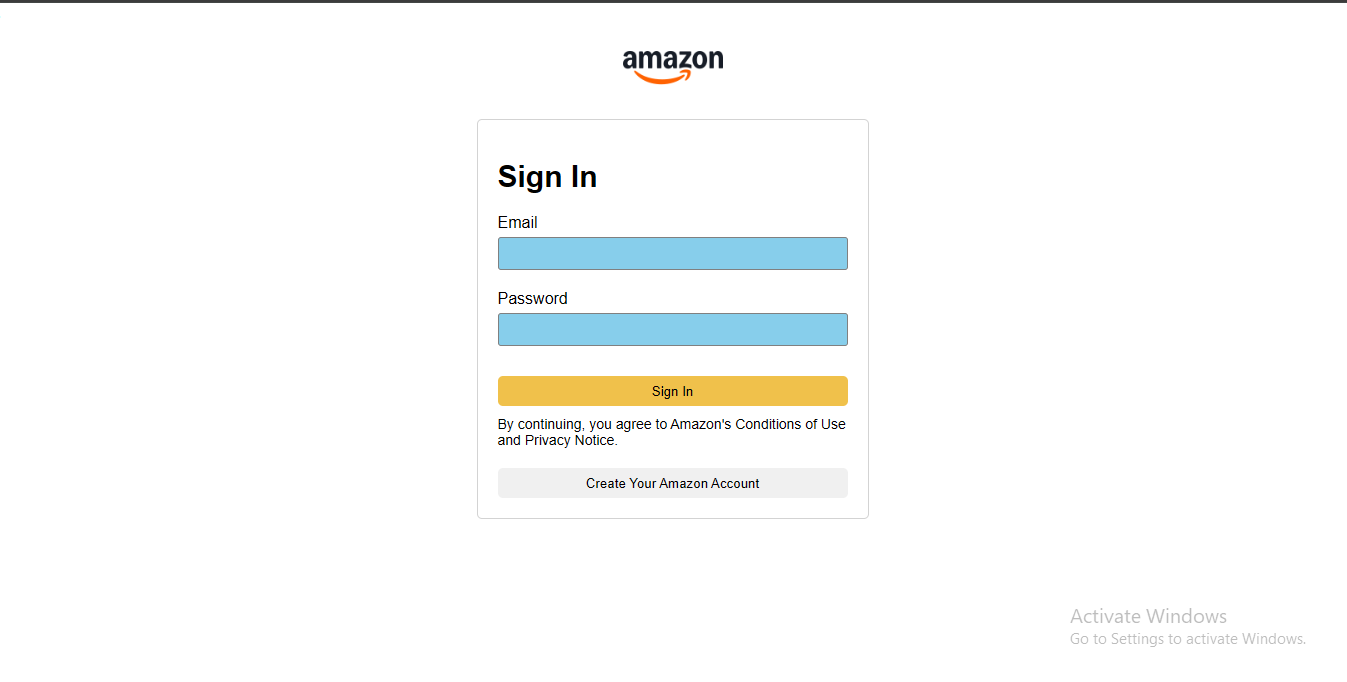 amazon
Sign In
Email
Password
Sign In
By continuing, you agree to Amazon's Conditions of Use
and Privacy Notice.
Create Your Amazon Account
Activate Windows
Go to Settings to activate Windows.